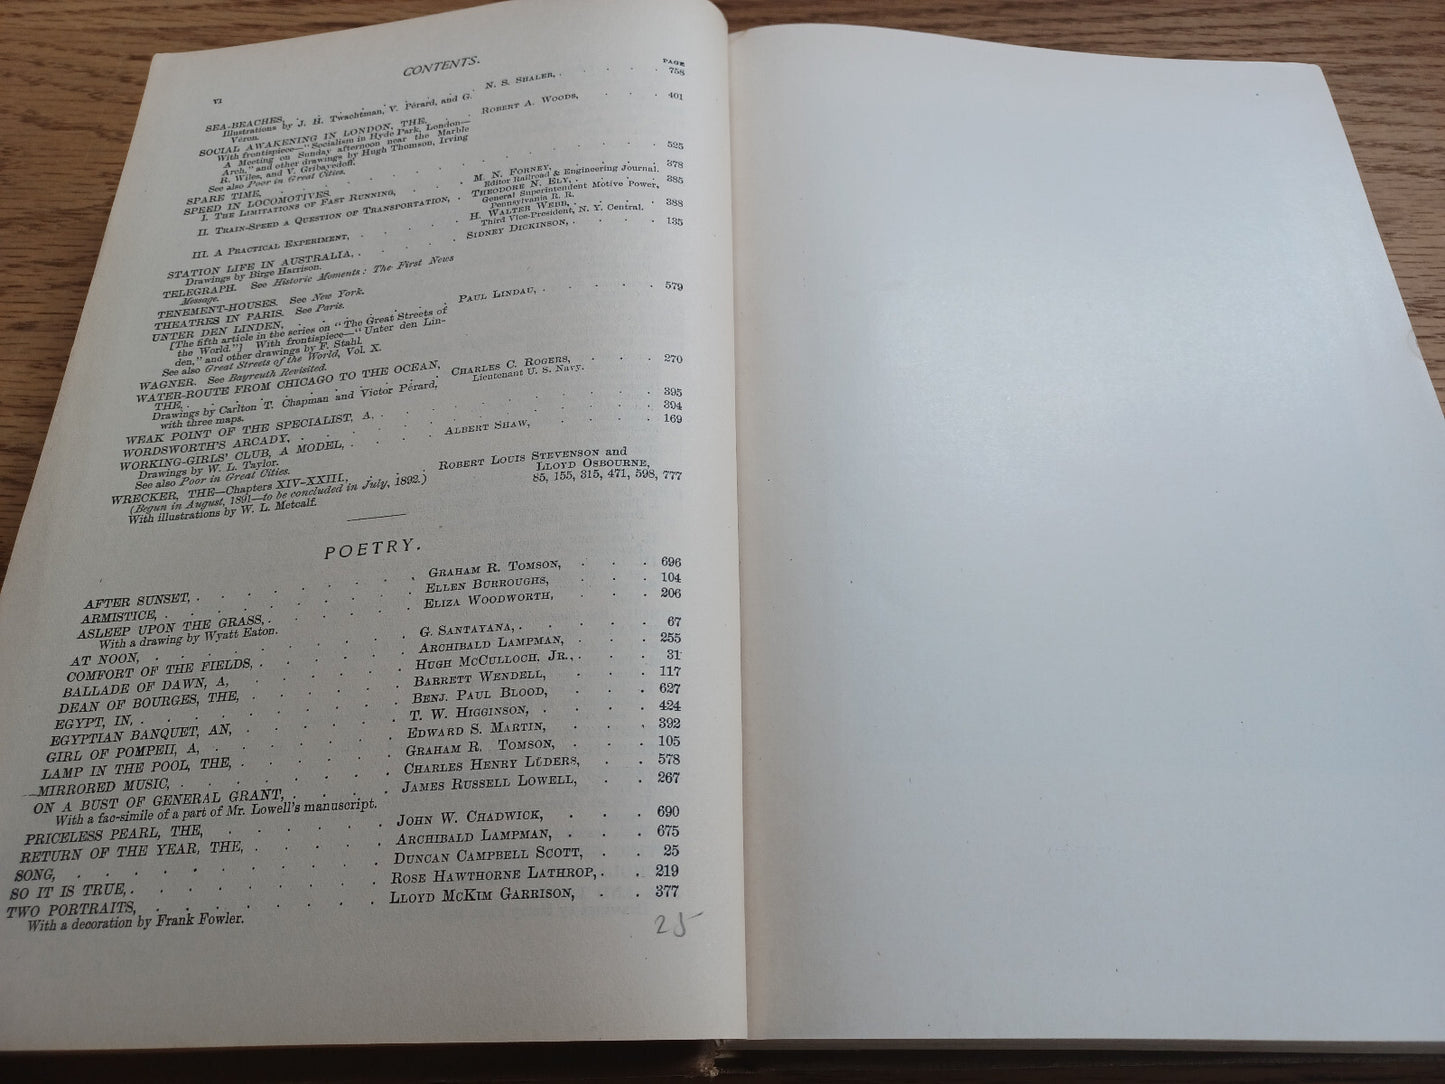 CONTENTS.
VI
PAGE
SEA-BEACHES, . . . . . N. S. SHALER, . . . . 758
Illustrations by J. H. Twachtman, V. Pérard, and G.
Véron.
SOCIAL AWAKENING IN LONDON, THE, . . ROBERT A. WOODS, . . . 401
With frontispiece—"Socialism in Hyde Park, London—
A Meeting on Sunday afternoon near the Marble
Arch," and other drawings by Hugh Thomson, Irving
R. Wiles, and V. Gribayedoff.
See also Poor in Great Cities.
SPARE TIME, . . . . . . . . . 525
SPEED IN LOCOMOTIVES.
I. THE LIMITATIONS OF FAST RUNNING, . . M. N. FORNEY, . . . . 378
Editor Railroad & Engineering Journal.
II. TRAIN-SPEED A QUESTION OF TRANSPORTATION, . THEODORE N. ELY, . . . 385
General Superintendent Motive Power,
Pennsylvania R. R.
III. A PRACTICAL EXPERIMENT, . . . . H. WALTER WEBB, . . . 388
Third Vice-President, N. Y. Central.
STATION LIFE IN AUSTRALIA, . . . . SIDNEY DICKINSON, . . . . 135
Drawings by Birge Harrison.
TELEGRAPH. See Historic Moments: The First News
Message.
TENEMENT-HOUSES. See New York.
THEATRES IN PARIS. See Paris.
UNTER DEN LINDEN, . . . . . PAUL LINDAU, . . . . . 579
[The fifth article in the series on "The Great Streets of
the World."] With frontispiece—"Unter den Lin-
den," and other drawings by F. Stahl.
See also Great Streets of the World, Vol. X.
WAGNER. See Bayreuth Revisited.
WATER-ROUTE FROM CHICAGO TO THE OCEAN,
THE, . . . . . . . CHARLES C. ROGERS, . . . 270
Lieutenant U. S. Navy.
Drawings by Carlton T. Chapman and Victor Pérard,
with three maps.
WEAK POINT OF THE SPECIALIST, A, . . . . . . 395
WORDSWORTH'S ARCADY, . . . . . . . . 394
WORKING-GIRLS' CLUB, A MODEL, . . . . ALBERT SHAW, . . . . 169
Drawings by W. L. Taylor.
See also Poor in Great Cities.
WRECKER, THE—Chapters XIV-XXIII, . . . ROBERT LOUIS STEVENSON and
LLOYD OSBOURNE,
(Begun in August, 1891—to be concluded in July, 1892.) 85, 155, 315, 471, 598, 777
With illustrations by W. L. Metcalf.
POETRY.
AFTER SUNSET, . . . . . . GRAHAM R. TOMSON, . . . 696
ARMISTICE, . . . . . . . ELLEN BURROUGHS, . . . 104
ASLEEP UPON THE GRASS, . . . . . ELIZA WOODWORTH, . . . 206
With a drawing by Wyatt Eaton.
AT NOON, . . . . . . . G. SANTAYANA, . . . . . 67
COMFORT OF THE FIELDS, . . . . . ARCHIBALD LAMPMAN, . . . 255
BALLADE OF DAWN, A, . . . . . HUGH MCCULLOCH, JR., . . . 31
DEAN OF BOURGES, THE, . . . . . BARRETT WENDELL, . . . 117
EGYPT, IN, . . . . . . . BENJ. PAUL BLOOD, . . . 627
EGYPTIAN BANQUET, AN, . . . . . T. W. HIGGINSON, . . . . 424
GIRL OF POMPEII, A, . . . . . . EDWARD S. MARTIN, . . . 392
LAMP IN THE POOL, THE, . . . . . GRAHAM R. TOMSON, . . . 105
MIRRORED MUSIC, . . . . . . CHARLES HENRY LÜDERS, . . 578
ON A BUST OF GENERAL GRANT, . . . . JAMES RUSSELL LOWELL, . . 267
With a fac-simile of a part of Mr. Lowell's manuscript.
PRICELESS PEARL, THE, . . . . . JOHN W. CHADWICK, . . . 690
RETURN OF THE YEAR, THE, . . . . . ARCHIBALD LAMPMAN, . . . 675
SONG, . . . . . . . . DUNCAN CAMPBELL SCOTT, . . 25
SO IT IS TRUE, . . . . . . . ROSE HAWTHORNE LATHROP, . . 219
TWO PORTRAITS, . . . . . . . LLOYD MCKIM GARRISON, . . 377
With a decoration by Frank Fowler.
25